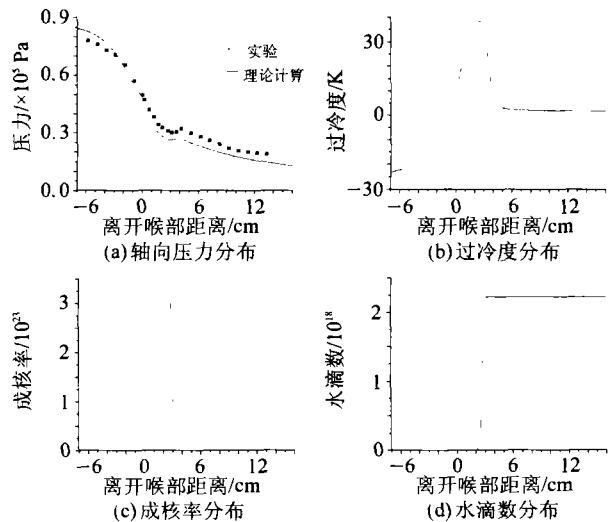 0.9
0.6
0.3
0.0
压力/×10⁵ Pa
实验
理论计算
−6 0 6 12
离开喉部距离/cm
(a)轴向压力分布
30
0
−30
过冷度/K
−6 0 6 12
离开喉部距离/cm
(b)过冷度分布
3
2
1
0
成核率/10²³
−6 0 6 12
离开喉部距离/cm
(c)成核率分布
2
1
0
水滴数/10¹⁸
−6 0 6 12
离开喉部距离/cm
(d)水滴数分布